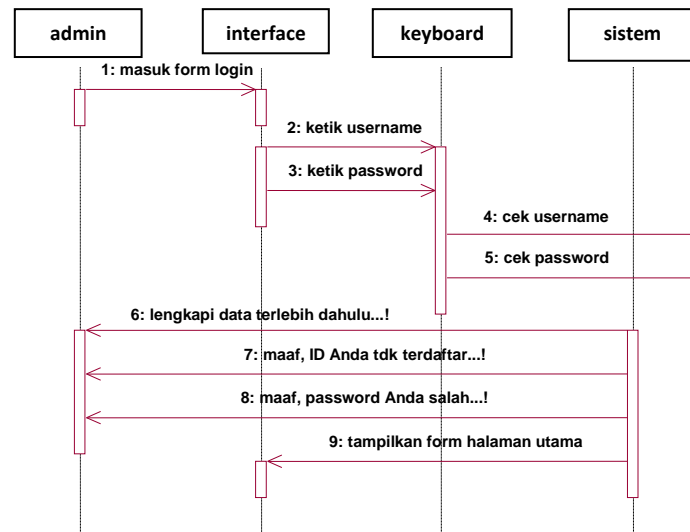 admin
interface
keyboard
sistem
1: masuk form login
2: ketik username
3: ketik password
4: cek username
5: cek password
6: lengkapi data terlebih dahulu...!
7: maaf, ID Anda tdk terdaftar...!
8: maaf, password Anda salah...!
9: tampilkan form halaman utama